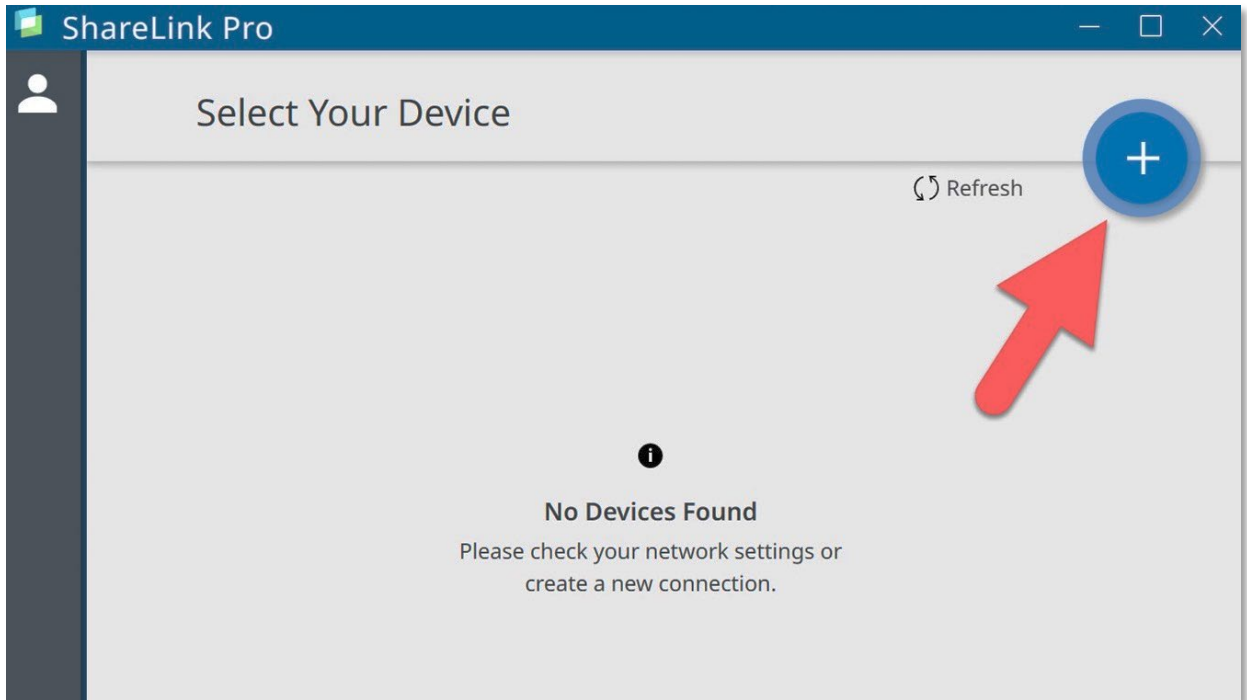 ShareLink Pro
Select Your Device
Refresh
No Devices Found
Please check your network settings or
create a new connection.